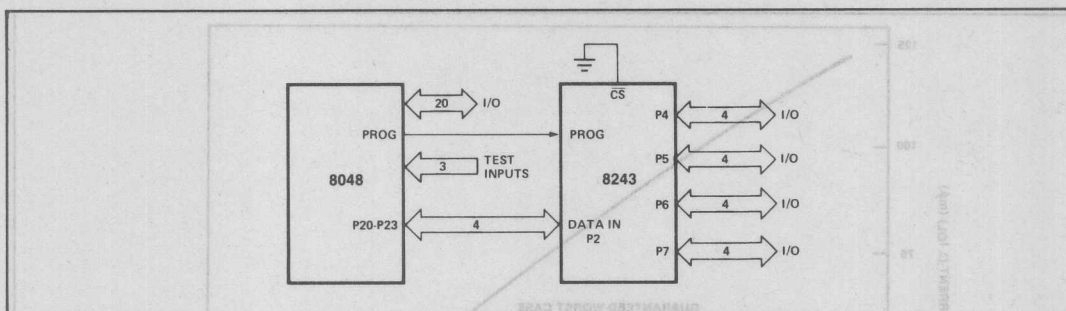 CS
20 I/O
P4 4 I/O
PROG
PROG
P5 4 I/O
3 TEST
INPUTS
8048
8243
P6 4 I/O
P20-P23 4 DATA IN
P2
P7 4 I/O